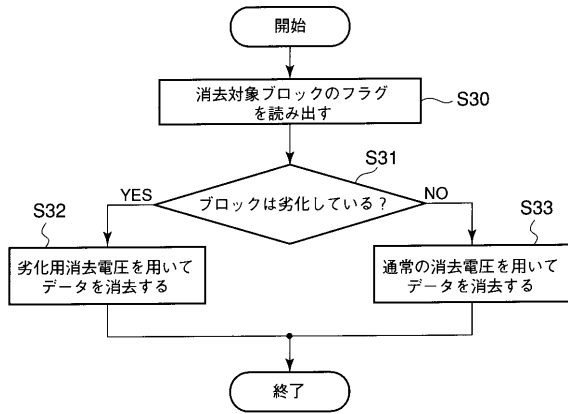 開始
消去対象ブロックのフラグ
を読み出す
S30
S31
ブロックは劣化している？
YES
NO
S32
S33
劣化用消去電圧を用いて
データを消去する
通常の消去電圧を用いて
データを消去する
終了